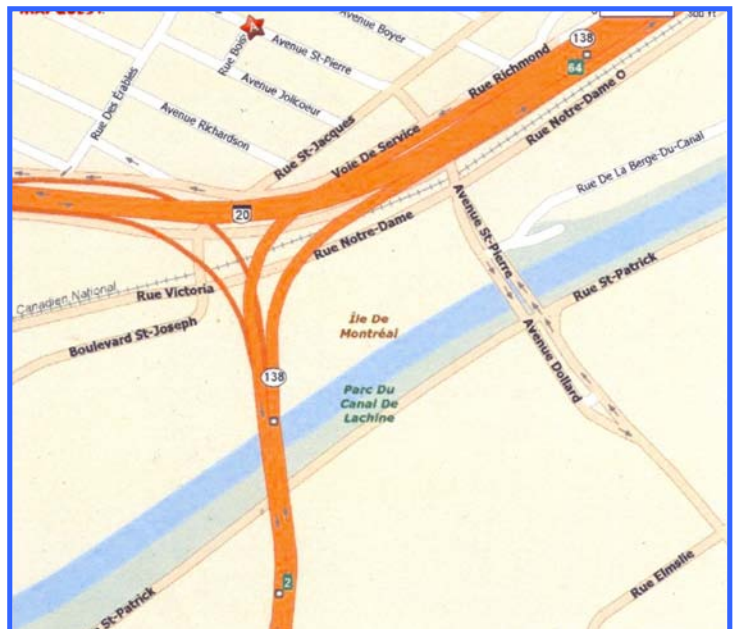 300 FT
Avenue Boyer
138
64
Rue Bois
Avenue St-Pierre
Rue Richmond
Rue Des Érables
Avenue Jolicoeur
Rue Notre-Dame O
Avenue Richardson
Rue St-Jacques
Voie De Service
Rue De La Berge-Du-Canal
20
Avenue St-Pierre
Rue Notre-Dame
Canadien National
Rue Victoria
Rue St-Patrick
Île De
Montréal
Boulevard St-Joseph
Avenue Dollard
138
Parc Du
Canal De
Lachine
2
Rue Elmslie
St-Patrick